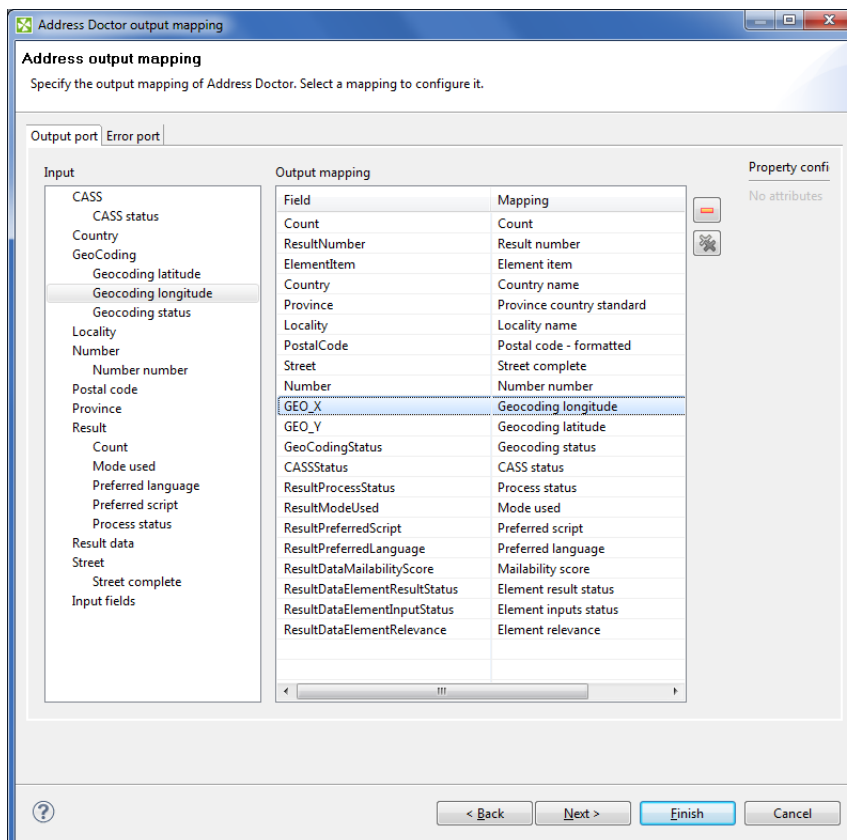 Address Doctor output mapping
Address output mapping
Specify the output mapping of Address Doctor. Select a mapping to configure it.
Output port Error port
Input
CASS
CASS status
Country
GeoCoding
Geocoding latitude
Geocoding longitude
Geocoding status
Locality
Number
Number number
Postal code
Province
Result
Count
Mode used
Preferred language
Preferred script
Process status
Result data
Street
Street complete
Input fields
Output mapping
Field Mapping
Count Count
ResultNumber Result number
ElementItem Element item
Country Country name
Province Province country standard
Locality Locality name
PostalCode Postal code - formatted
Street Street complete
Number Number number
GEO_X Geocoding longitude
GEO_Y Geocoding latitude
GeoCodingStatus Geocoding status
CASSStatus CASS status
ResultProcessStatus Process status
ResultModeUsed Mode used
ResultPreferredScript Preferred script
ResultPreferredLanguage Preferred language
ResultDataMailabilityScore Mailability score
ResultDataElementResultStatus Element result status
ResultDataElementInputStatus Element inputs status
ResultDataElementRelevance Element relevance
Property confi
No attributes
< Back Next > Finish Cancel